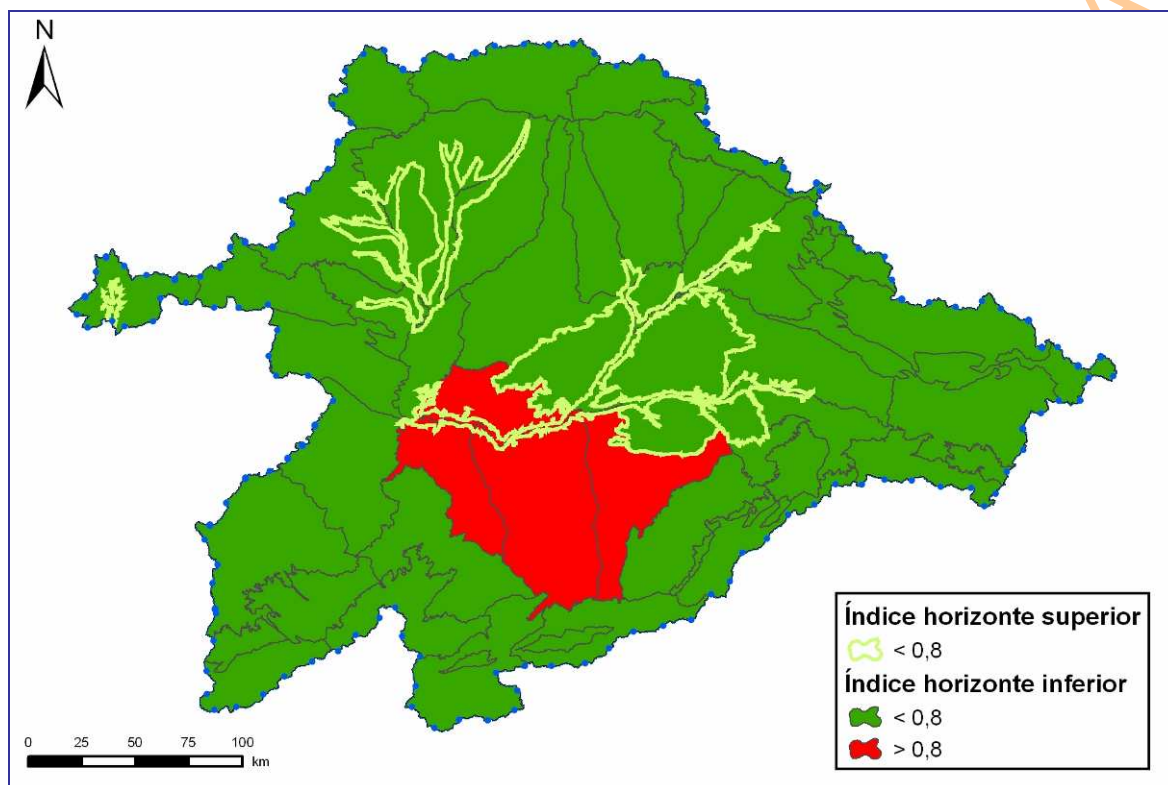 N
Índice horizonte superior
< 0,8
Índice horizonte inferior
< 0,8
> 0,8
0 25 50 75 100
km